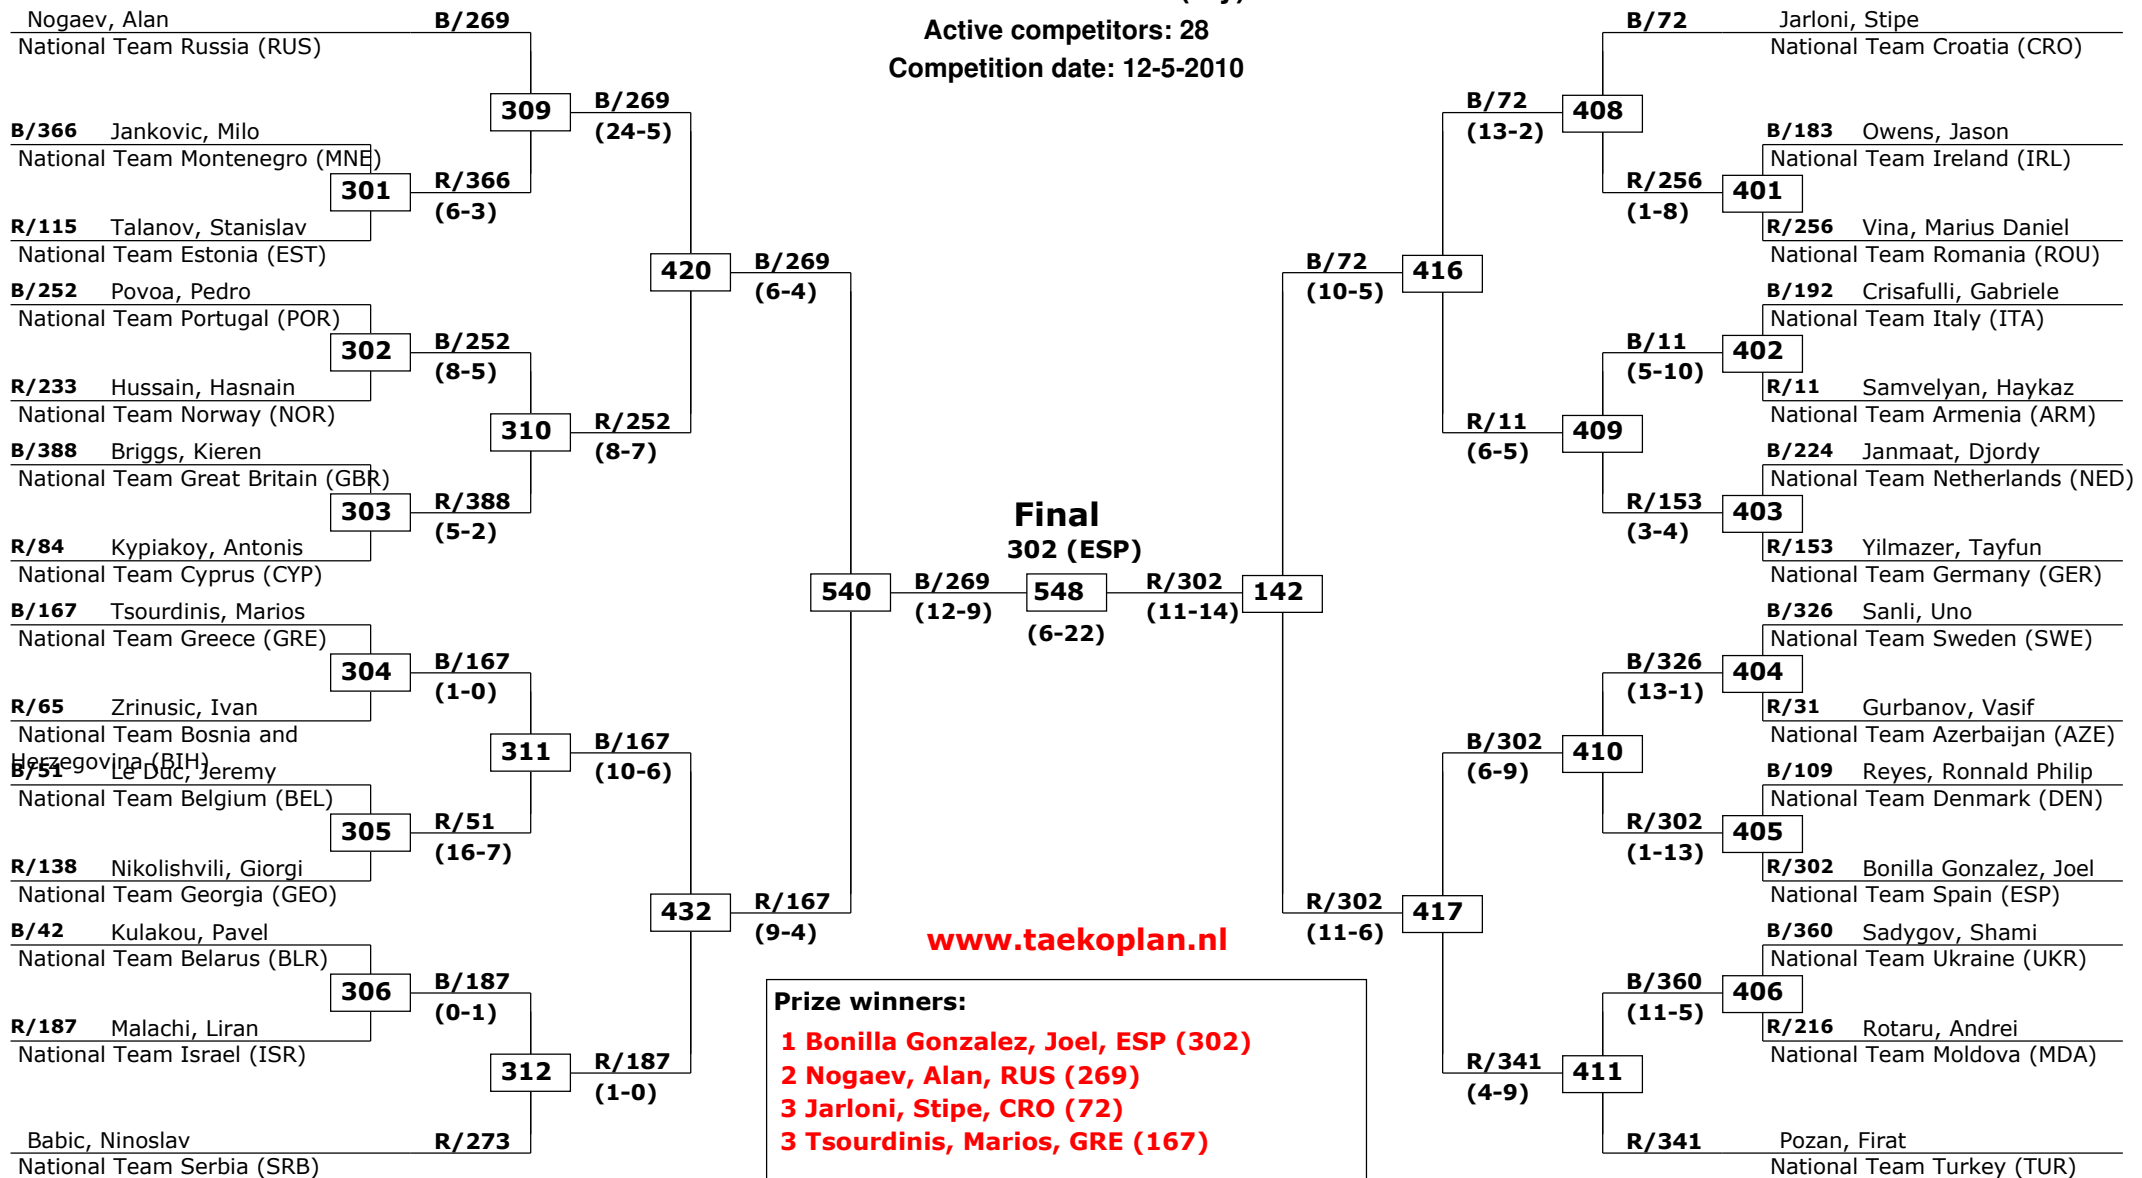 Active competitors: 28
Competition date: 12-5-2010
Nogaev, Alan B/269
National Team Russia (RUS)
B/366 Jankovic, Milo
National Team Montenegro (MNE)
301
R/115 Talanov, Stanislav
National Team Estonia (EST)
R/366
(6-3)
309
B/269
(24-5)
B/252 Povoa, Pedro
National Team Portugal (POR)
302
R/233 Hussain, Hasnain
National Team Norway (NOR)
B/252
(8-5)
B/388 Briggs, Kieren
National Team Great Britain (GBR)
303
R/84 Kypiakoy, Antonis
National Team Cyprus (CYP)
R/388
(5-2)
310
R/252
(8-7)
420
B/269
(6-4)
B/167 Tsourdinis, Marios
National Team Greece (GRE)
304
R/65 Zrinusic, Ivan
National Team Bosnia and
Herzegovina (BIH)
B/167
(1-0)
B/51 Le Duc, Jeremy
National Team Belgium (BEL)
305
R/138 Nikolishvili, Giorgi
National Team Georgia (GEO)
R/51
(16-7)
311
B/167
(10-6)
B/42 Kulakou, Pavel
National Team Belarus (BLR)
306
R/187 Malachi, Liran
National Team Israel (ISR)
B/187
(0-1)
312
Babic, Ninoslav R/273
National Team Serbia (SRB)
R/187
(1-0)
432
R/167
(9-4)
540
B/269
(12-9)
Final
302 (ESP)
548
(6-22)
R/302
(11-14)
142
B/72
(10-5)
416
B/72
(13-2)
408
B/72 Jarloni, Stipe
National Team Croatia (CRO)
B/183 Owens, Jason
National Team Ireland (IRL)
R/256
(1-8)
401
R/256 Vina, Marius Daniel
National Team Romania (ROU)
B/192 Crisafulli, Gabriele
National Team Italy (ITA)
B/11
(5-10)
402
R/11 Samvelyan, Haykaz
National Team Armenia (ARM)
R/11
(6-5)
409
B/224 Janmaat, Djordy
National Team Netherlands (NED)
R/153
(3-4)
403
R/153 Yilmazer, Tayfun
National Team Germany (GER)
B/326 Sanli, Uno
National Team Sweden (SWE)
B/326
(13-1)
404
R/31 Gurbanov, Vasif
National Team Azerbaijan (AZE)
B/302
(6-9)
410
B/109 Reyes, Ronnald Philip
National Team Denmark (DEN)
R/302
(1-13)
405
R/302 Bonilla Gonzalez, Joel
National Team Spain (ESP)
R/302
(11-6)
417
B/360 Sadygov, Shami
National Team Ukraine (UKR)
B/360
(11-5)
406
R/216 Rotaru, Andrei
National Team Moldova (MDA)
R/341
(4-9)
411
R/341 Pozan, Firat
National Team Turkey (TUR)
www.taekoplan.nl
Prize winners:
1 Bonilla Gonzalez, Joel, ESP (302)
2 Nogaev, Alan, RUS (269)
3 Jarloni, Stipe, CRO (72)
3 Tsourdinis, Marios, GRE (167)